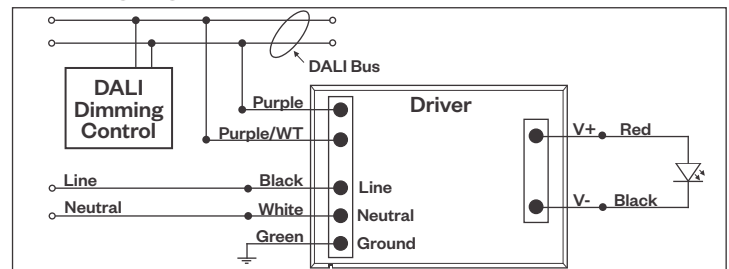 DALI Bus
DALI
Dimming
Control
Driver
Purple
Purple/WT
V+ Red
Line Black Line
Neutral White Neutral
V- Black
Green Ground